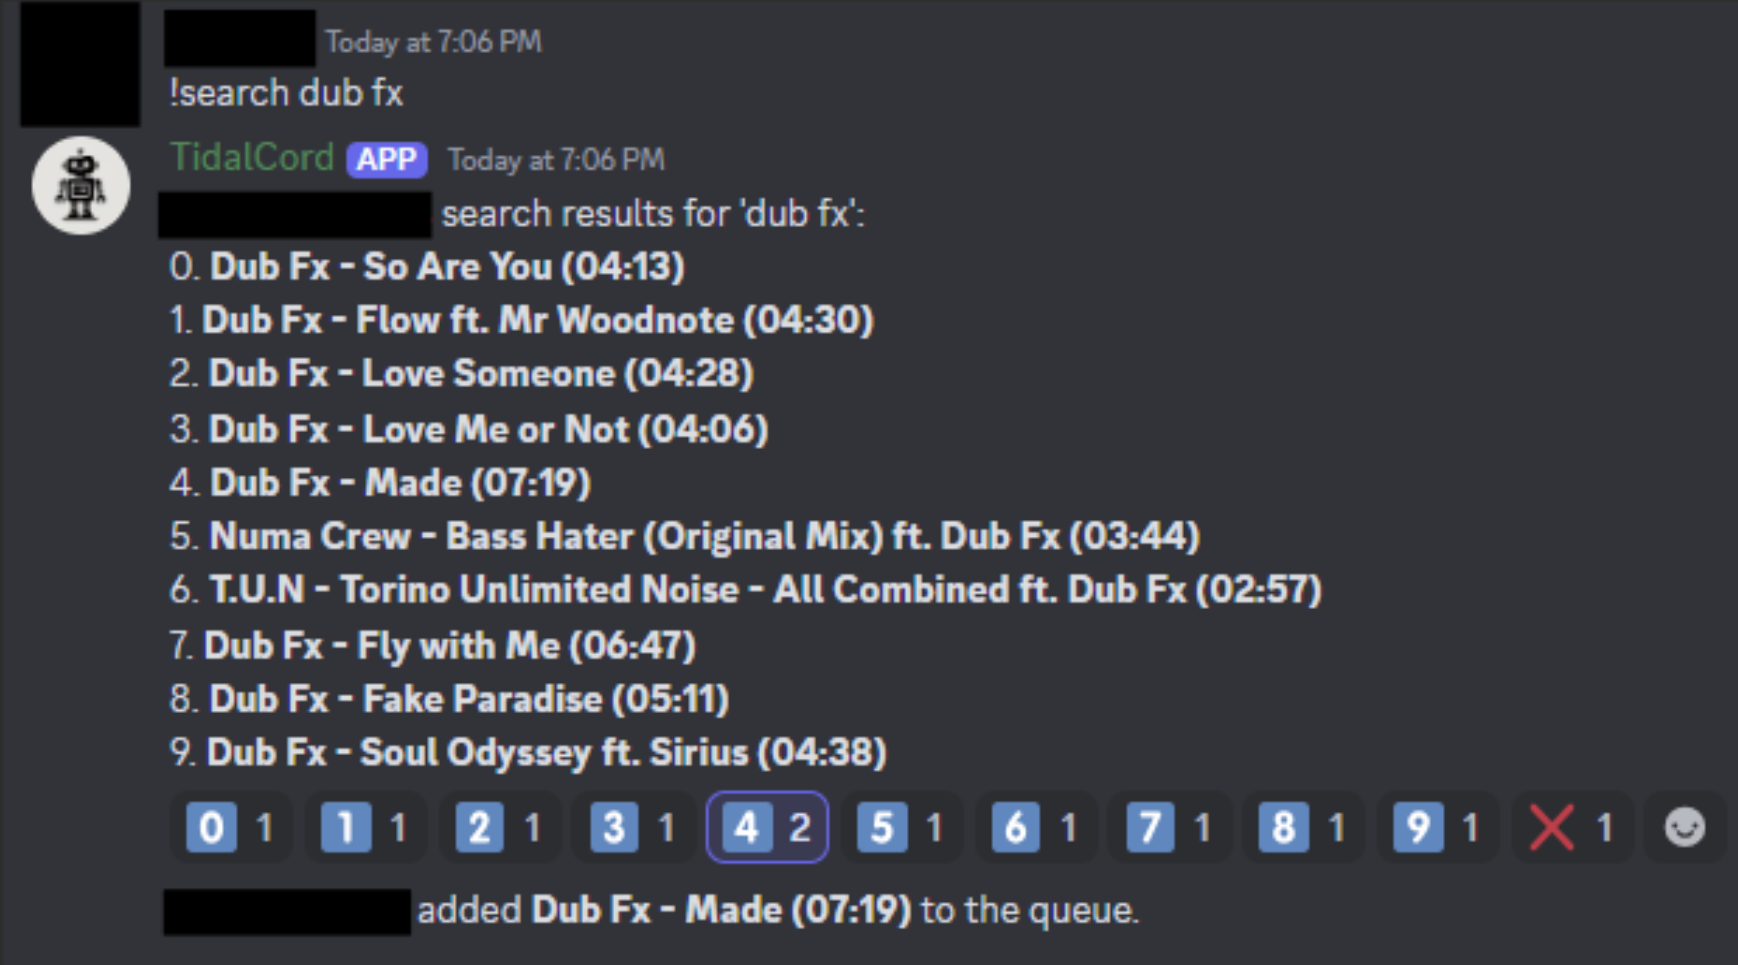 Today at 7:06 PM
!search dub fx
TidalCord APP Today at 7:06 PM
search results for 'dub fx':
0. Dub Fx - So Are You (04:13)
1. Dub Fx - Flow ft. Mr Woodnote (04:30)
2. Dub Fx - Love Someone (04:28)
3. Dub Fx - Love Me or Not (04:06)
4. Dub Fx - Made (07:19)
5. Numa Crew - Bass Hater (Original Mix) ft. Dub Fx (03:44)
6. T.U.N - Torino Unlimited Noise - All Combined ft. Dub Fx (02:57)
7. Dub Fx - Fly with Me (06:47)
8. Dub Fx - Fake Paradise (05:11)
9. Dub Fx - Soul Odyssey ft. Sirius (04:38)
0 1 1 1 2 1 3 1 4 2 5 1 6 1 7 1 8 1 9 1 ❌ 1
added Dub Fx - Made (07:19) to the queue.